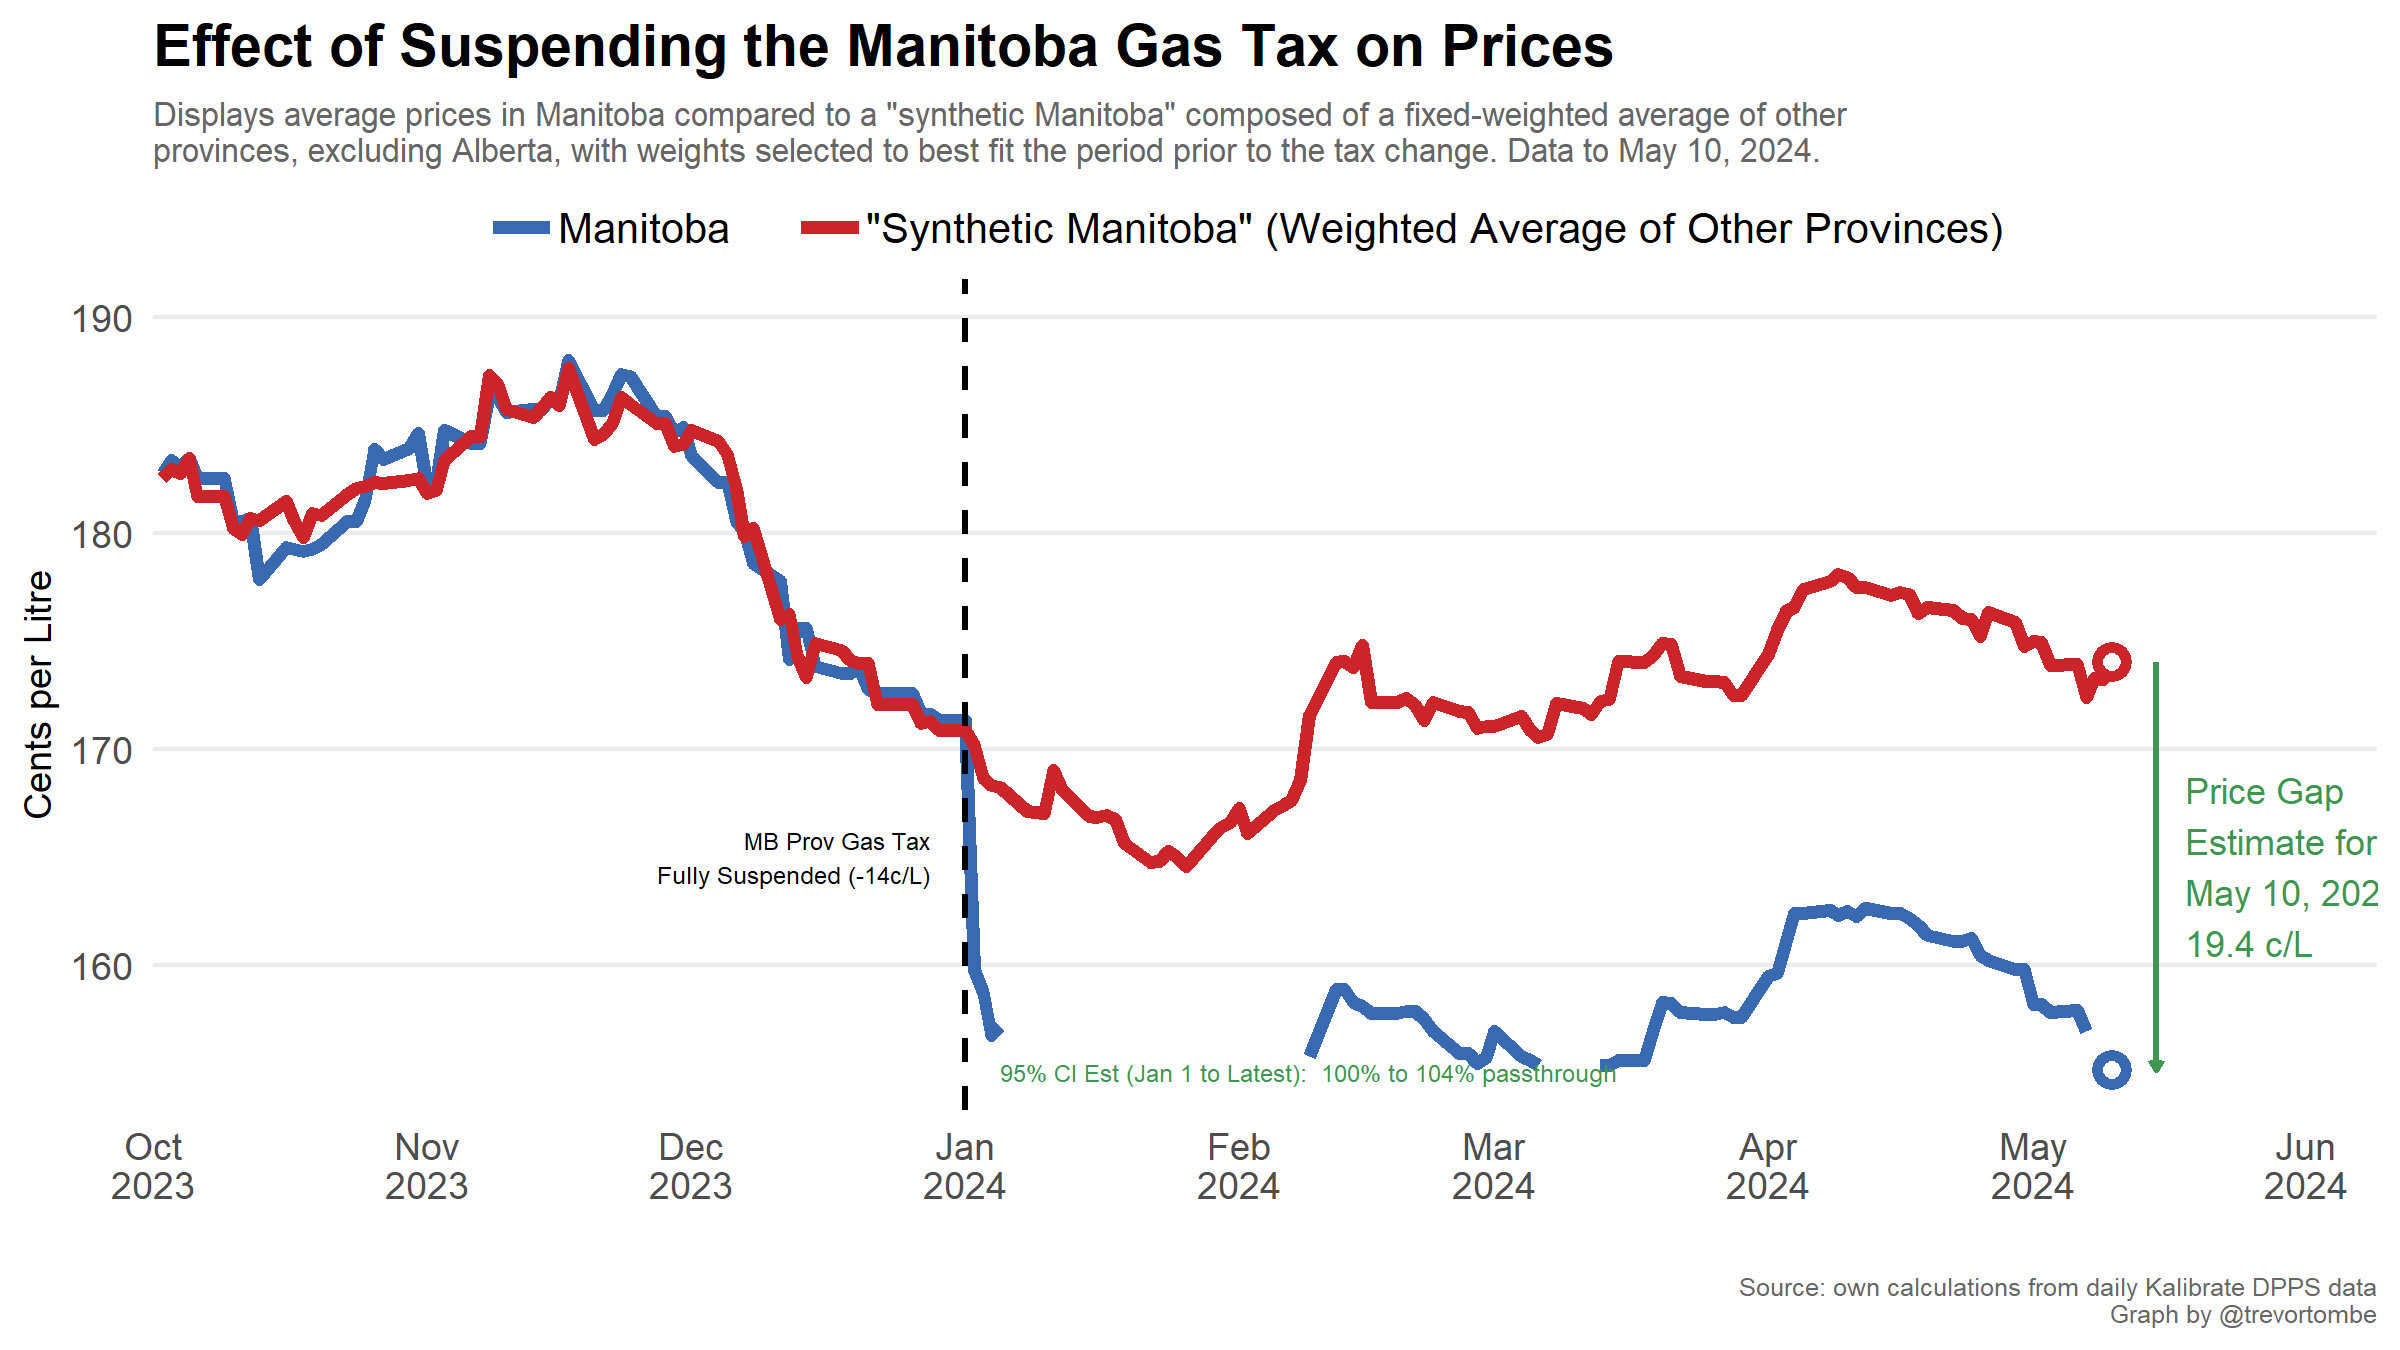 Effect of Suspending the Manitoba Gas Tax on Prices
Displays average prices in Manitoba compared to a "synthetic Manitoba" composed of a fixed-weighted average of other
provinces, excluding Alberta, with weights selected to best fit the period prior to the tax change. Data to May 10, 2024.
Manitoba
"Synthetic Manitoba" (Weighted Average of Other Provinces)
190
180
170
160
Cents per Litre
MB Prov Gas Tax
Fully Suspended (-14c/L)
Price Gap
Estimate for
May 10, 202
19.4 c/L
95% CI Est (Jan 1 to Latest): 100% to 104% passthrough
Oct Nov Dec Jan Feb Mar Apr May Jun
2023 2023 2023 2024 2024 2024 2024 2024 2024
Source: own calculations from daily Kalibrate DPPS data
Graph by @trevortombe